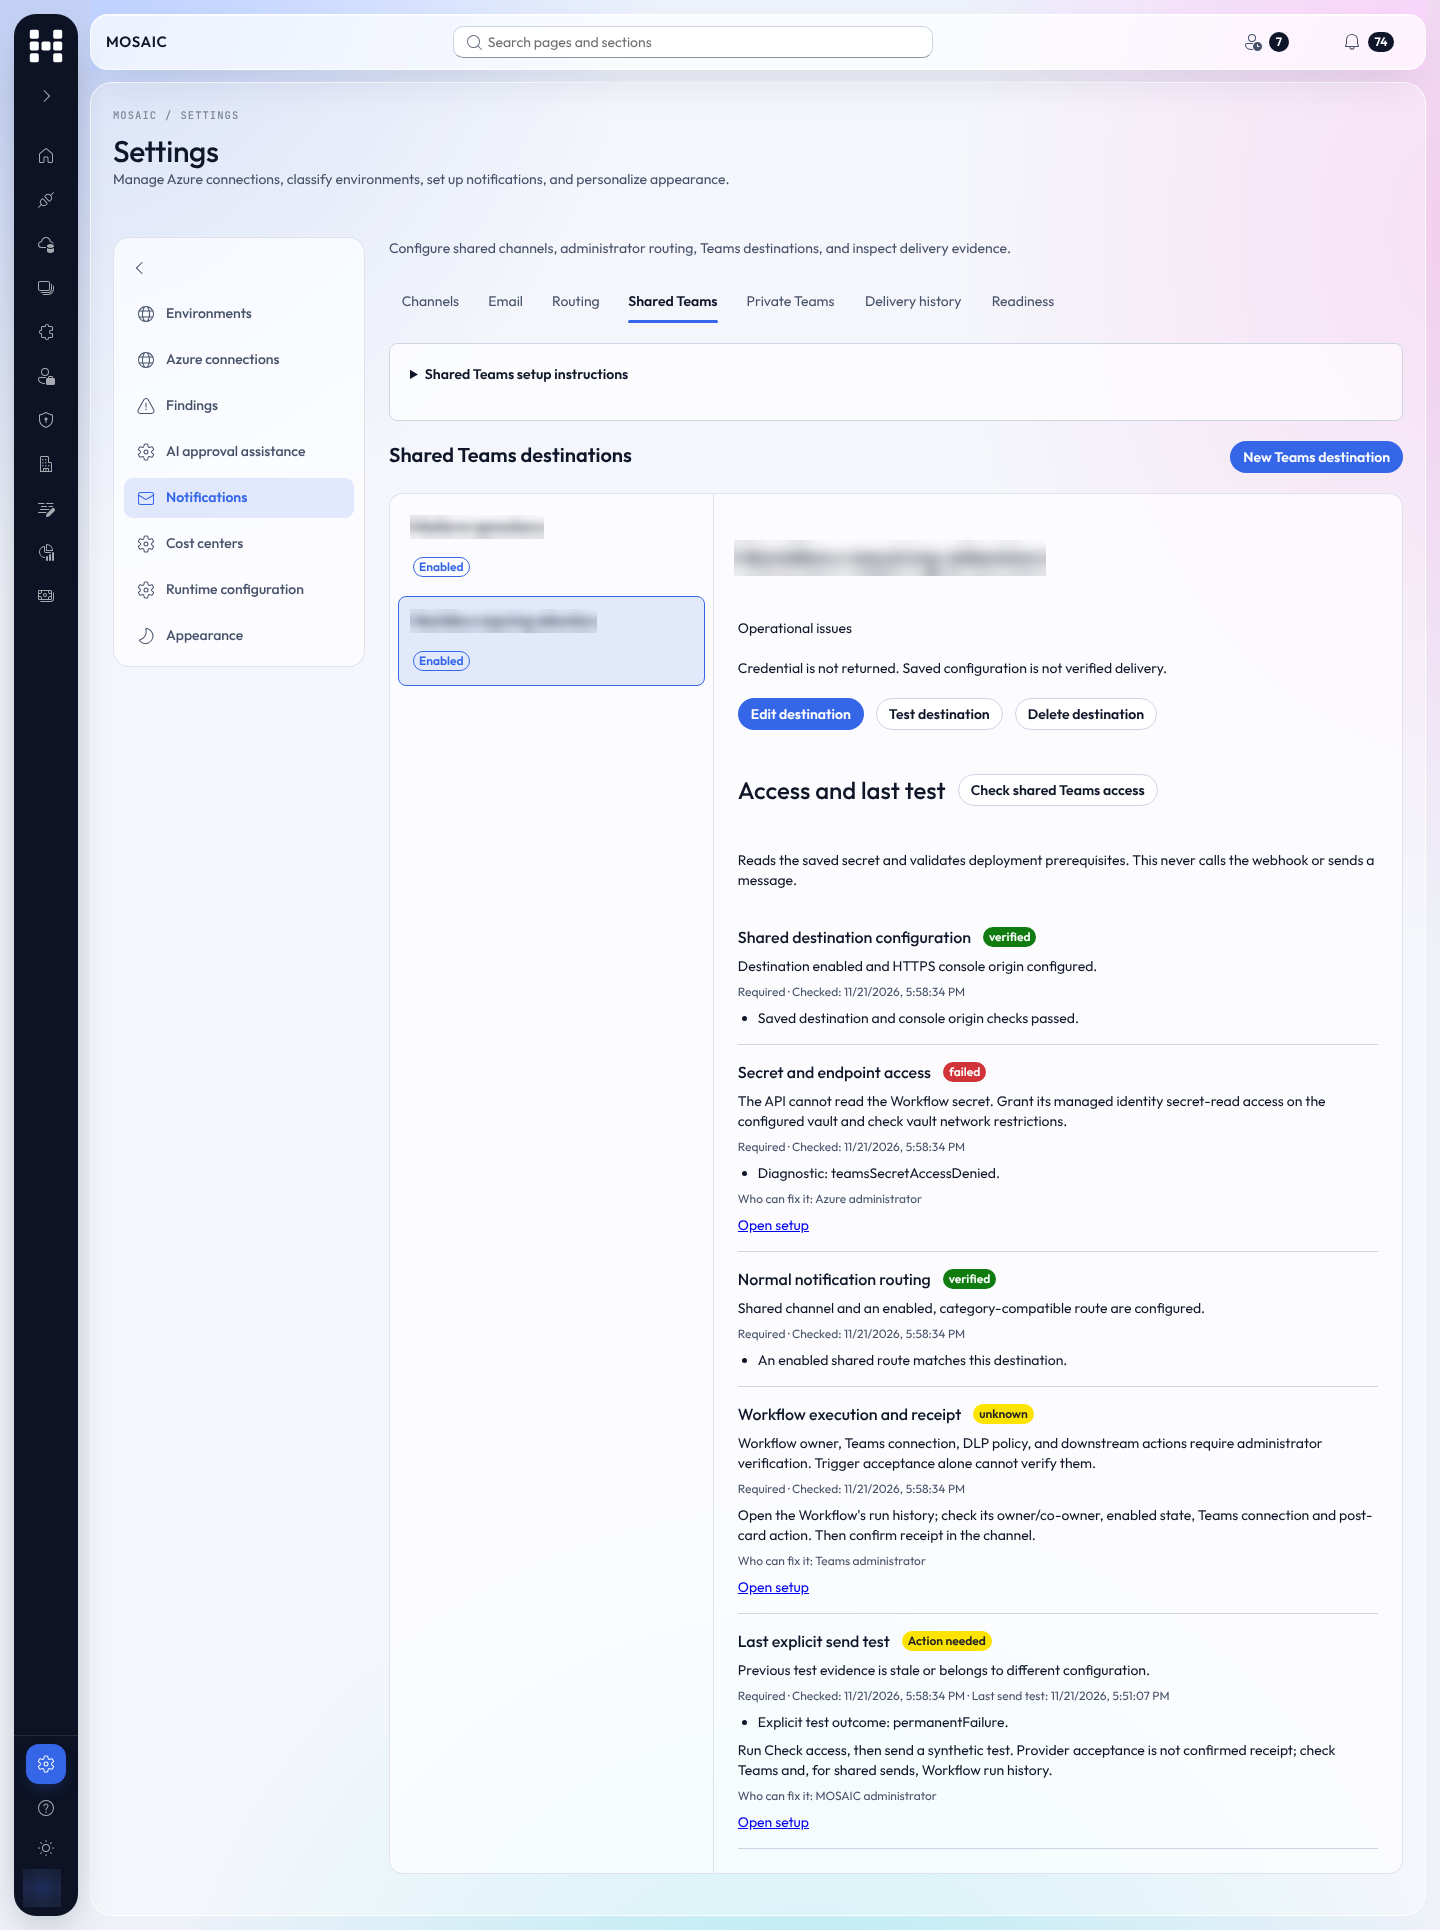 MOSAIC
Search pages and sections
7
74
MOSAIC / SETTINGS
Settings
Manage Azure connections, classify environments, set up notifications, and personalize appearance.
Environments
Azure connections
Findings
AI approval assistance
Notifications
Cost centers
Runtime configuration
Appearance
Configure shared channels, administrator routing, Teams destinations, and inspect delivery evidence.
Channels
Email
Routing
Shared Teams
Private Teams
Delivery history
Readiness
Shared Teams setup instructions
Shared Teams destinations
New Teams destination
Enabled
Enabled
Operational issues
Credential is not returned. Saved configuration is not verified delivery.
Edit destination
Test destination
Delete destination
Access and last test
Check shared Teams access
Reads the saved secret and validates deployment prerequisites. This never calls the webhook or sends a
message.
Shared destination configuration
verified
Destination enabled and HTTPS console origin configured.
Required · Checked: 11/21/2026, 5:58:34 PM
• Saved destination and console origin checks passed.
Secret and endpoint access
failed
The API cannot read the Workflow secret. Grant its managed identity secret-read access on the
configured vault and check vault network restrictions.
Required · Checked: 11/21/2026, 5:58:34 PM
• Diagnostic: teamsSecretAccessDenied.
Who can fix it: Azure administrator
Open setup
Normal notification routing
verified
Shared channel and an enabled, category-compatible route are configured.
Required · Checked: 11/21/2026, 5:58:34 PM
• An enabled shared route matches this destination.
Workflow execution and receipt
unknown
Workflow owner, Teams connection, DLP policy, and downstream actions require administrator
verification. Trigger acceptance alone cannot verify them.
Required · Checked: 11/21/2026, 5:58:34 PM
Open the Workflow's run history; check its owner/co-owner, enabled state, Teams connection and post-
card action. Then confirm receipt in the channel.
Who can fix it: Teams administrator
Open setup
Last explicit send test
Action needed
Previous test evidence is stale or belongs to different configuration.
Required · Checked: 11/21/2026, 5:58:34 PM · Last send test: 11/21/2026, 5:51:07 PM
• Explicit test outcome: permanentFailure.
Run Check access, then send a synthetic test. Provider acceptance is not confirmed receipt; check
Teams and, for shared sends, Workflow run history.
Who can fix it: MOSAIC administrator
Open setup